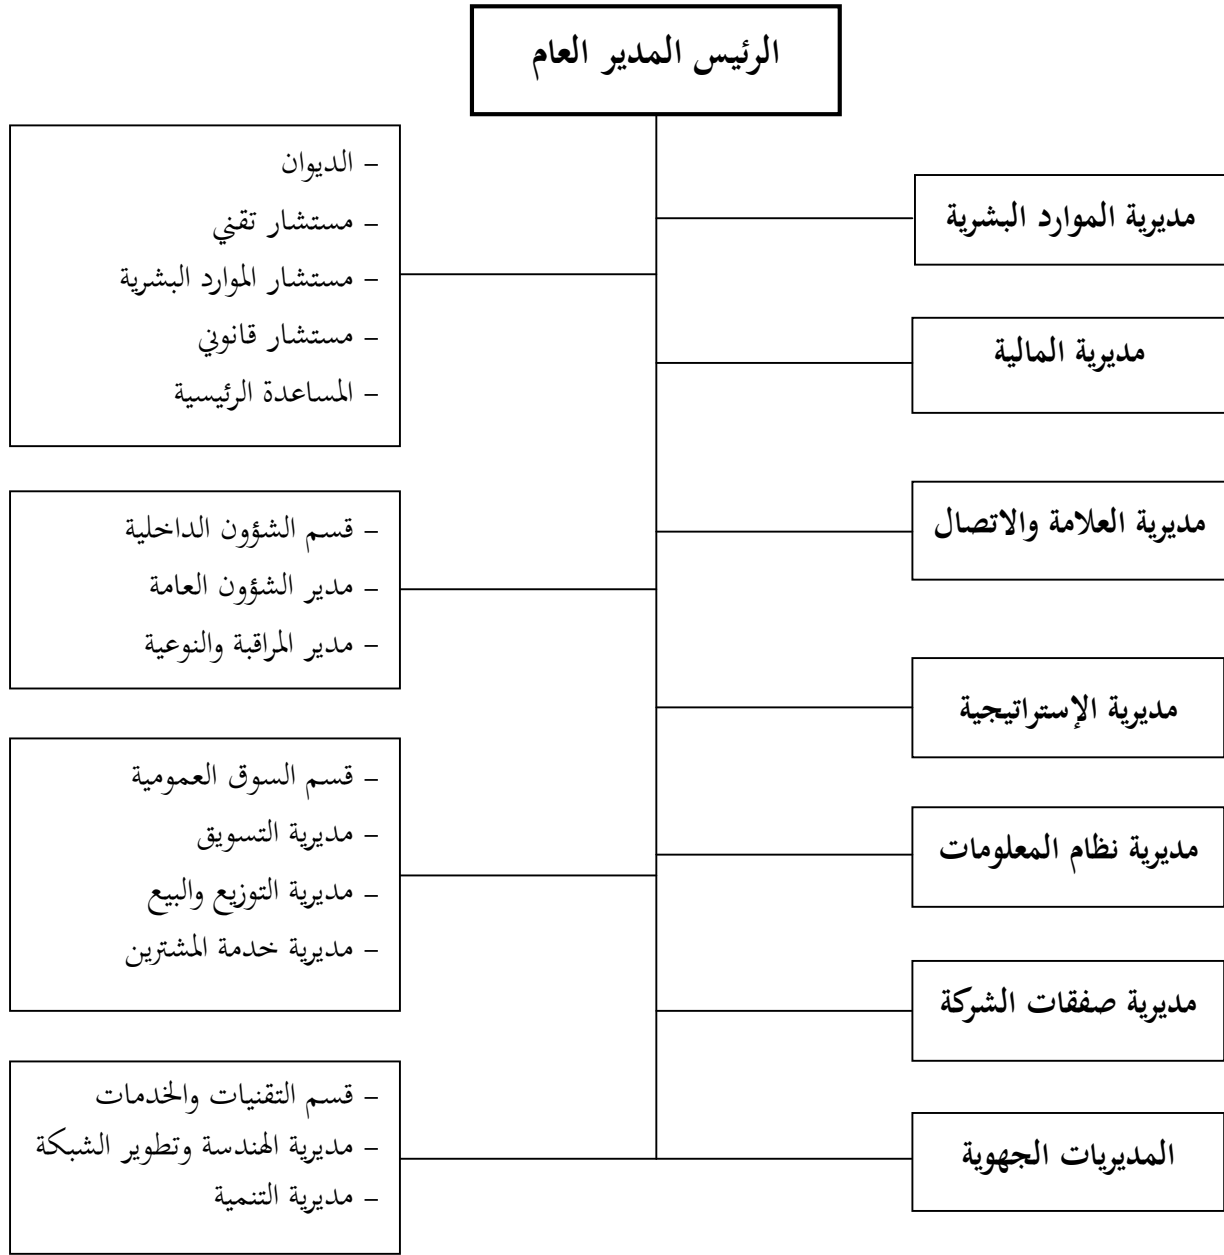 الرئيس المدير العام
مديرية الموارد البشرية
مديرية المالية
مديرية العلامة والاتصال
مديرية الإستراتيجية
مديرية نظام المعلومات
مديرية صفقات الشركة
المديريات الجهوية
– الديوان
– مستشار تقني
– مستشار الموارد البشرية
– مستشار قانوني
– المساعدة الرئيسية
– قسم الشؤون الداخلية
– مدير الشؤون العامة
– مدير المراقبة والنوعية
– قسم السوق العمومية
– مديرية التسويق
– مديرية التوزيع والبيع
– مديرية خدمة المشترين
– قسم التقنيات والخدمات
– مديرية الهندسة وتطوير الشبكة
– مديرية التنمية